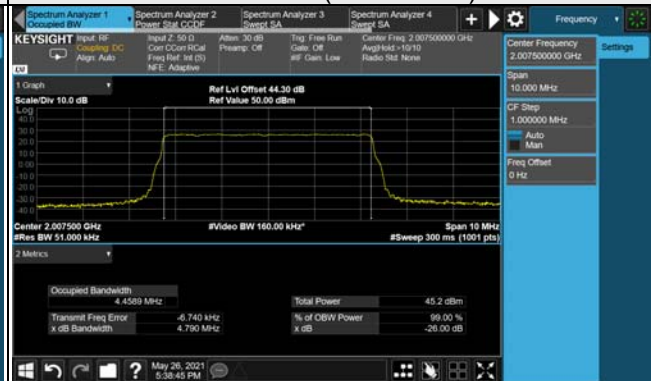 Spectrum Analyzer 1
Occupied BW
Spectrum Analyzer 2
Power Stat CCDF
Spectrum Analyzer 3
Swept SA
Spectrum Analyzer 4
Swept SA
Frequency
KEYSIGHT
Input: RF
Coupling: DC
Align: Auto
Input Z: 50 Ω
Corr CCorr RCal
Freq Ref: Int (S)
NFE: Adaptive
Atten: 30 dB
Preamp: Off
Trig: Free Run
Gate: Off
#IF Gain: Low
Center Freq: 2.007500000 GHz
Avg|Hold:>10/10
Radio Std: None
Center Frequency
2.007500000 GHz
Settings
Span
10.000 MHz
CF Step
1.000000 MHz
Auto
Man
Freq Offset
0 Hz
1 Graph
Scale/Div 10.0 dB
Ref Lvl Offset 44.30 dB
Ref Value 50.00 dBm
Log
40.0
30.0
20.0
10.0
0.00
-10.0
-20.0
-30.0
-40.0
Center 2.007500 GHz
#Res BW 51.000 kHz
#Video BW 160.00 kHz*
Span 10 MHz
#Sweep 300 ms (1001 pts)
2 Metrics
Occupied Bandwidth
4.4589 MHz
Total Power
45.2 dBm
Transmit Freq Error
-6.740 kHz
% of OBW Power
99.00 %
x dB Bandwidth
4.790 MHz
x dB
-26.00 dB
May 26, 2021
5:38:45 PM